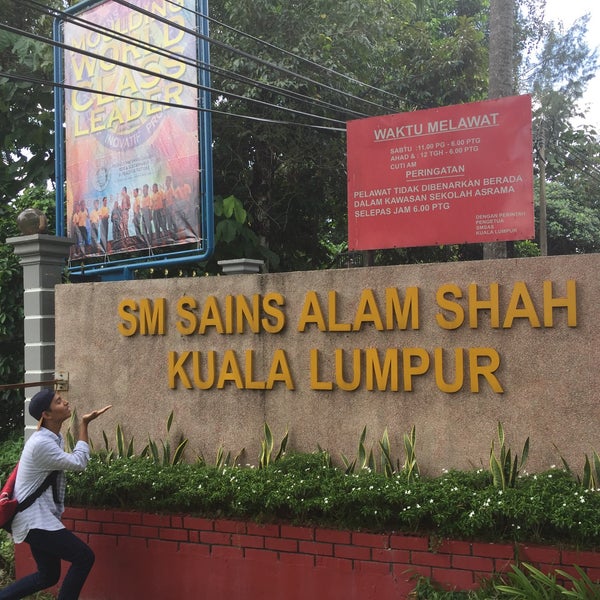 MOULDING
WORLD
CLASS
LEADER
WAKTU MELAWAT
SABTU : 11.00 PG - 6.00 PTG
AHAD & : 12 TGH - 6.00 PTG
CUTI AM
PERINGATAN
PELAWAT TIDAK DIBENARKAN BERADA
DALAM KAWASAN SEKOLAH ASRAMA
SELEPAS JAM 6.00 PTG
DENGAN PERINTAH
PENGETUA
SMSAS
KUALA LUMPUR
SM SAINS ALAM SHAH
KUALA LUMPUR